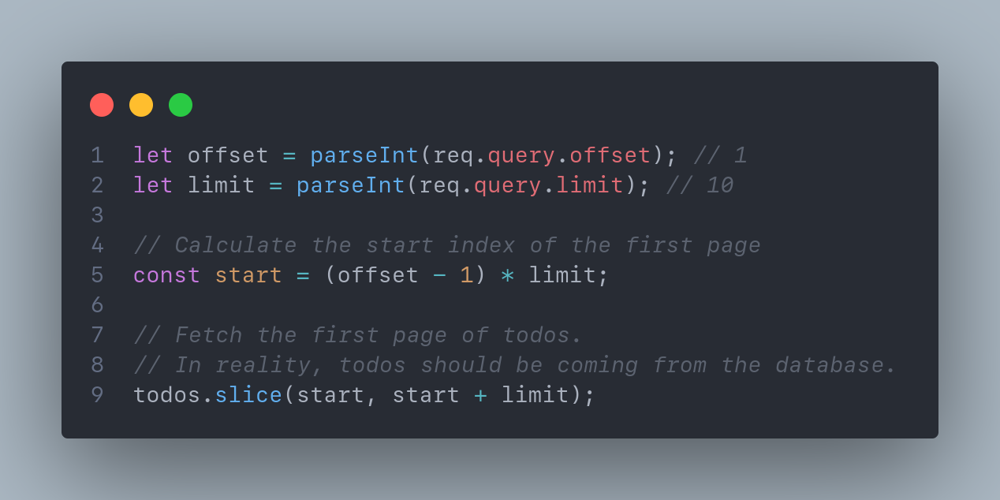 1 let offset = parseInt(req.query.offset); // 1
2 let limit = parseInt(req.query.limit); // 10
3
4 // Calculate the start index of the first page
5 const start = (offset - 1) * limit;
6
7 // Fetch the first page of todos.
8 // In reality, todos should be coming from the database.
9 todos.slice(start, start + limit);